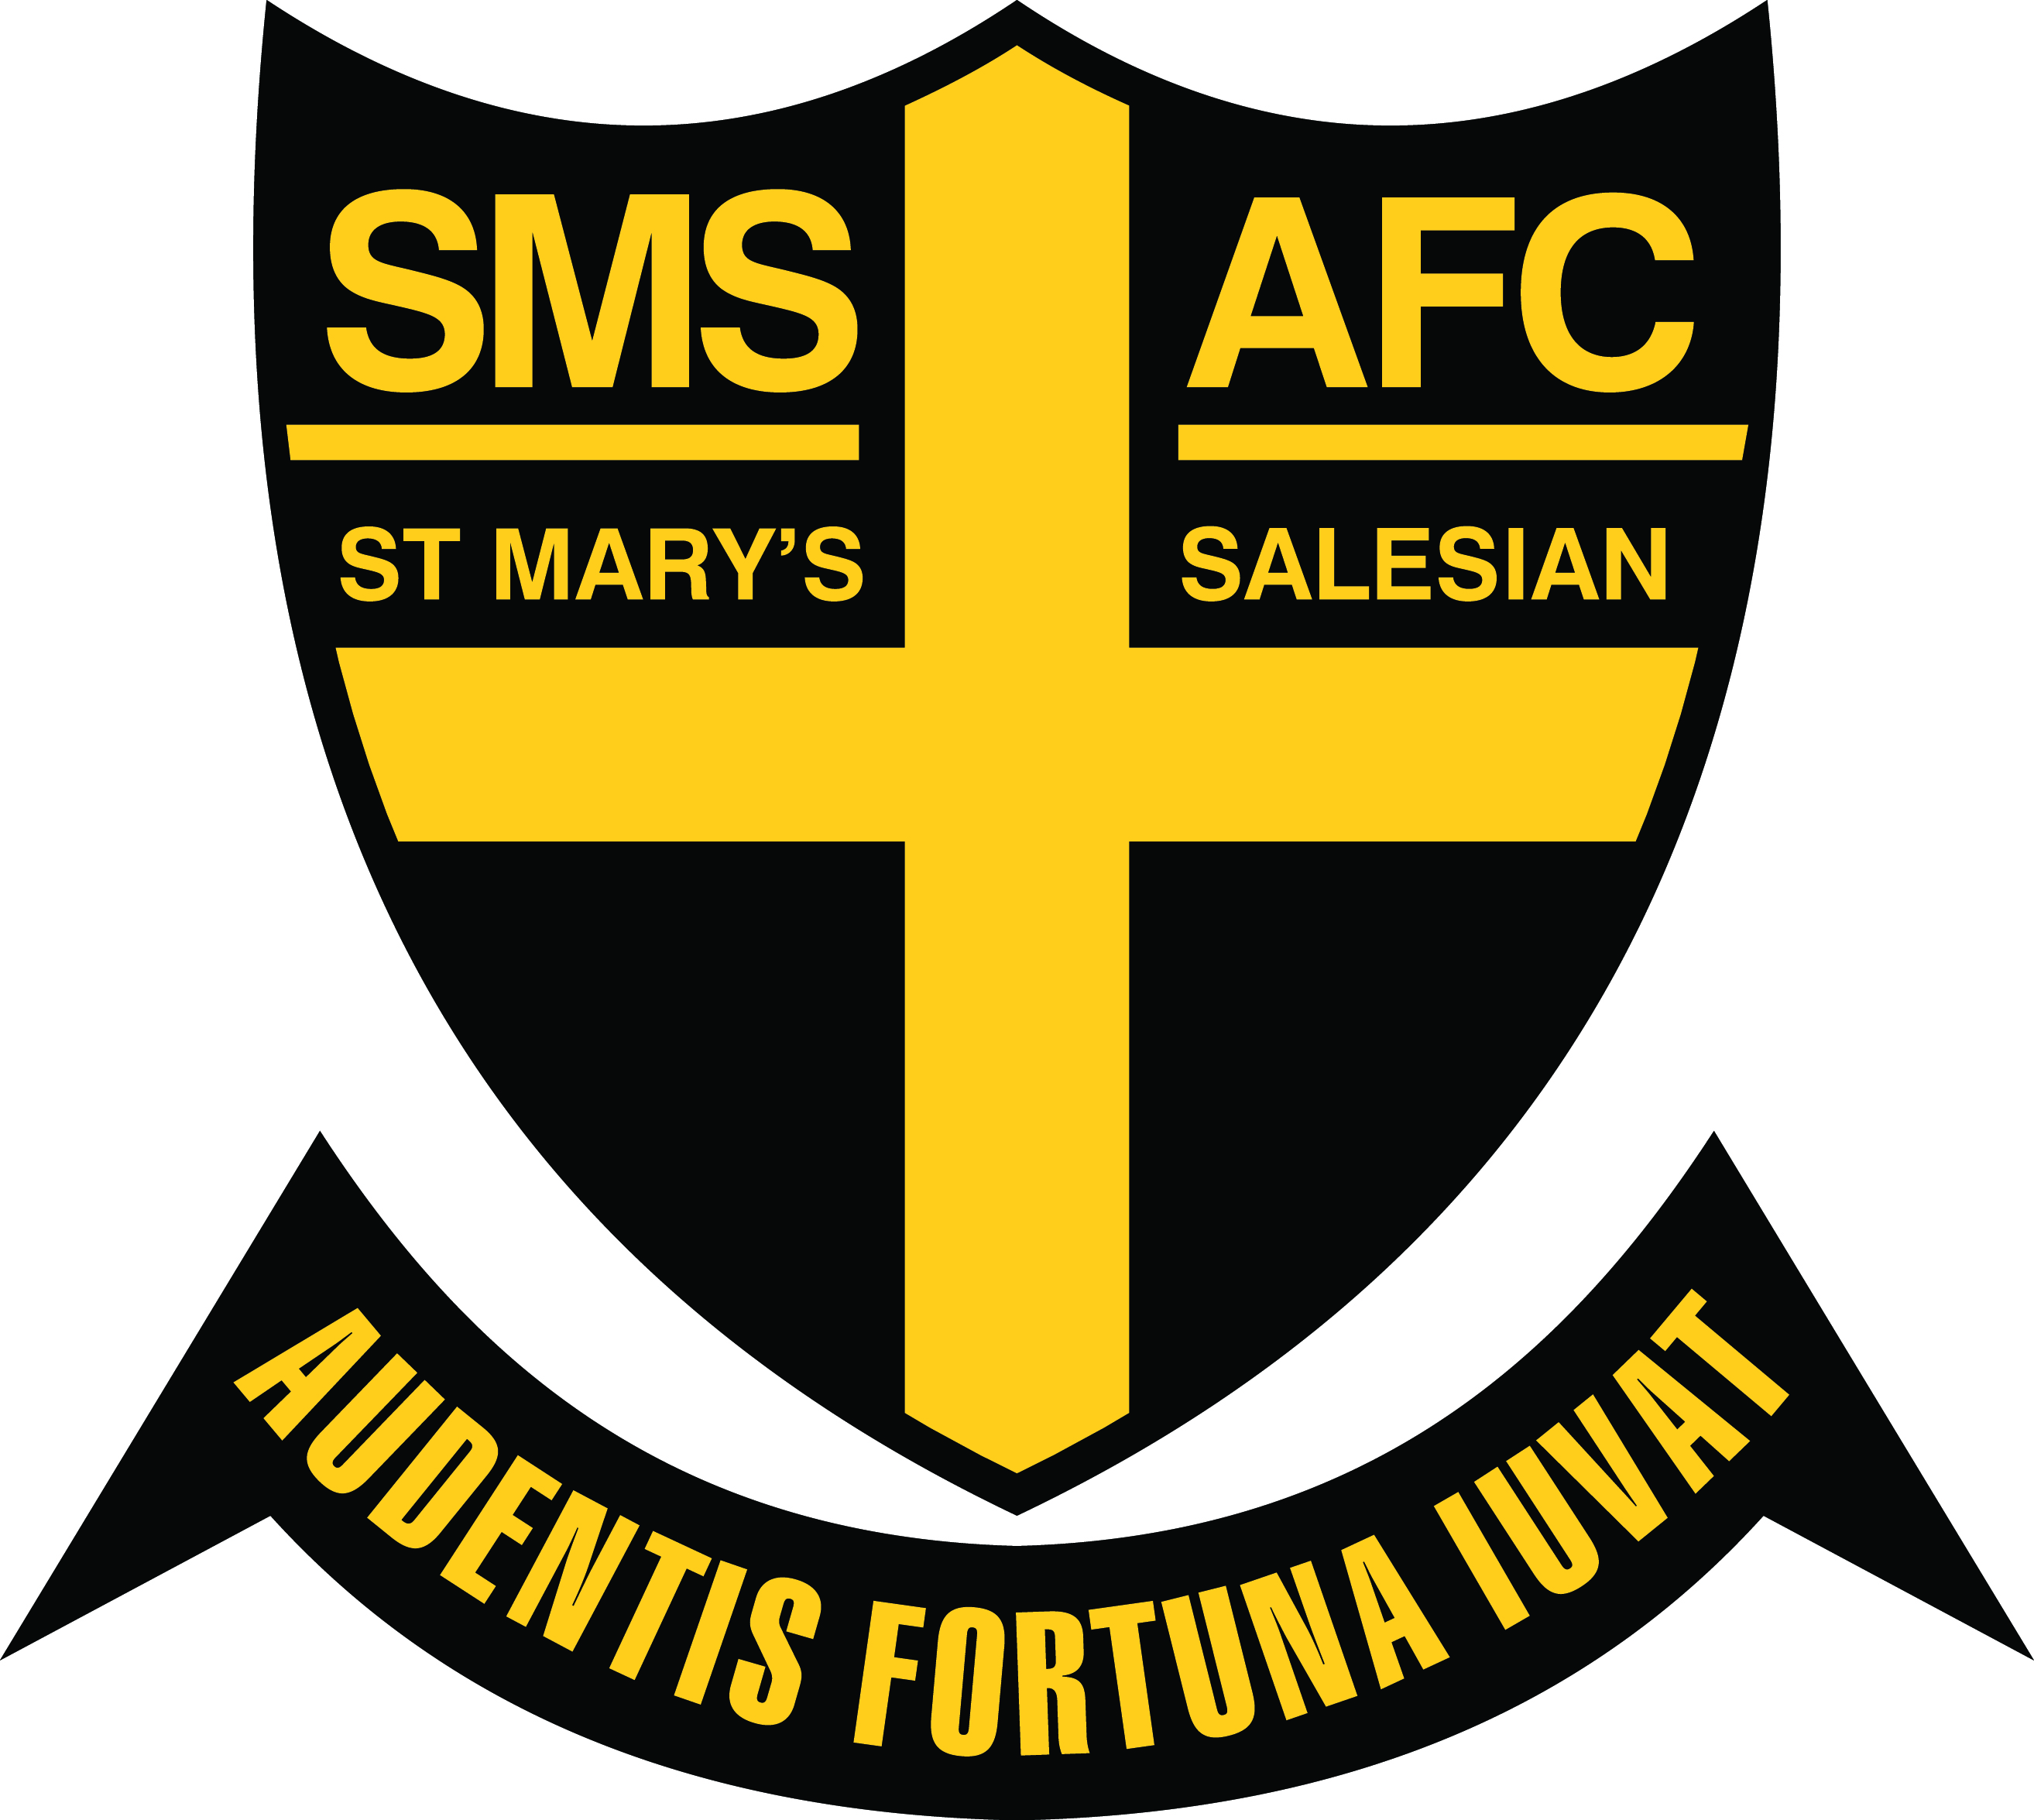 SMS AFC
ST MARY'S SALESIAN
AUDENTIS FORTUNA IUVAT